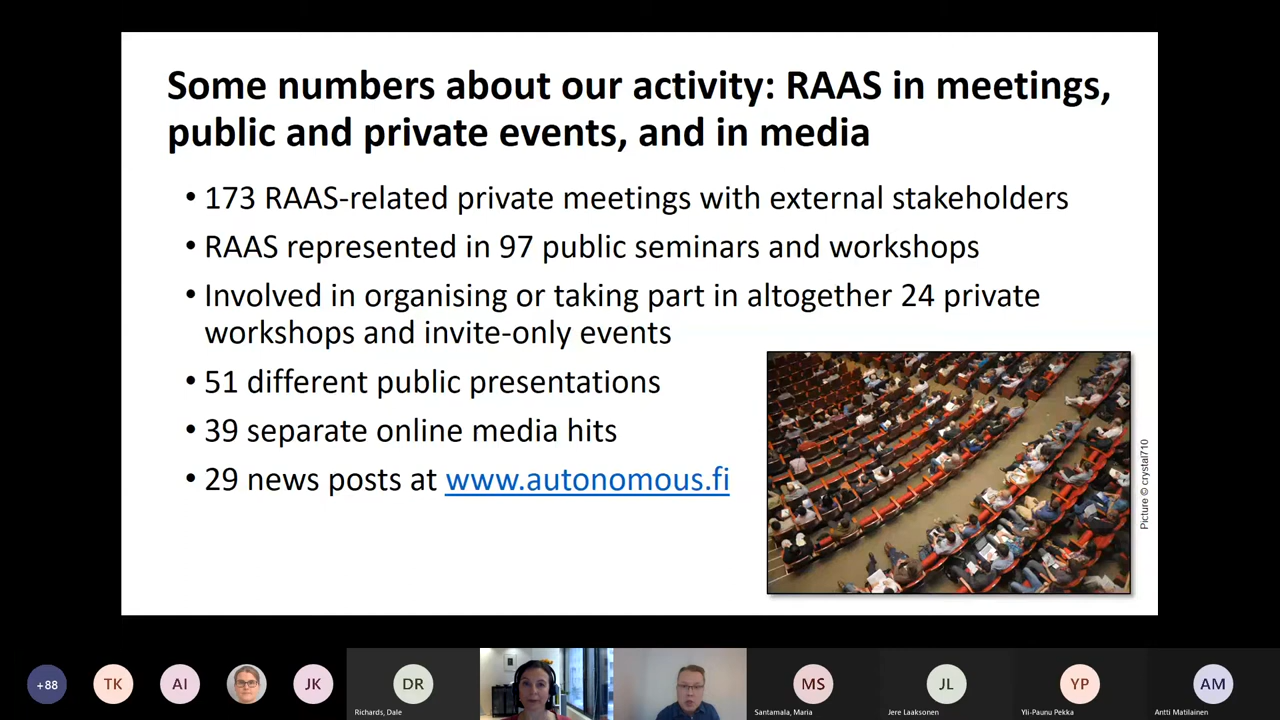 Some numbers about our activity: RAAS in meetings,
public and private events, and in media
• 173 RAAS-related private meetings with external stakeholders
• RAAS represented in 97 public seminars and workshops
• Involved in organising or taking part in altogether 24 private
workshops and invite-only events
• 51 different public presentations
• 39 separate online media hits
• 29 news posts at www.autonomous.fi
Picture © crystal710
+88
TK
AI
JK
DR
Richards, Dale
MS
Santamala, Maria
JL
Jere Laaksonen
YP
Yli-Paunu Pekka
AM
Antti Matilainen